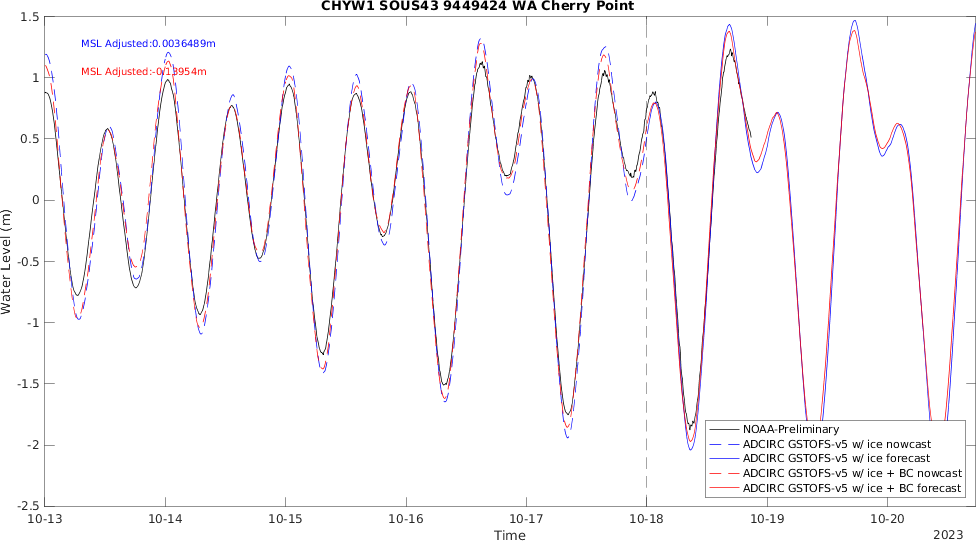 CHYW1 SOUS43 9449424 WA Cherry Point
MSL Adjusted:0.0036489m
MSL Adjusted:-0.13954m
Water Level (m)
1.5
1
0.5
0
-0.5
-1
-1.5
-2
-2.5
10-13
10-14
10-15
10-16
10-17
10-18
10-19
10-20
Time
2023
NOAA-Preliminary
ADCIRC GSTOFS-v5 w/ ice nowcast
ADCIRC GSTOFS-v5 w/ ice forecast
ADCIRC GSTOFS-v5 w/ ice + BC nowcast
ADCIRC GSTOFS-v5 w/ ice + BC forecast